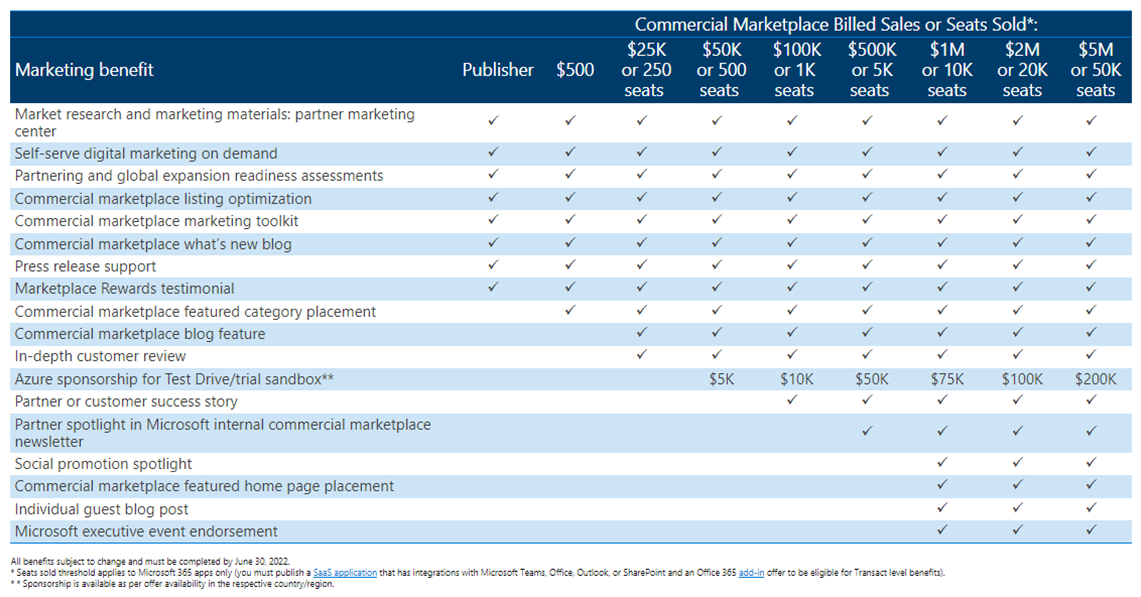 Commercial Marketplace Billed Sales or Seats Sold*:
Marketing benefit Publisher $500 $25K or 250 seats $50K or 500 seats $100K or 1K seats $500K or 5K seats $1M or 10K seats $2M or 20K seats $5M or 50K seats
Market research and marketing materials: partner marketing
center ✓ ✓ ✓ ✓ ✓ ✓ ✓ ✓ ✓
Self-serve digital marketing on demand ✓ ✓ ✓ ✓ ✓ ✓ ✓ ✓ ✓
Partnering and global expansion readiness assessments ✓ ✓ ✓ ✓ ✓ ✓ ✓ ✓ ✓
Commercial marketplace listing optimization ✓ ✓ ✓ ✓ ✓ ✓ ✓ ✓ ✓
Commercial marketplace marketing toolkit ✓ ✓ ✓ ✓ ✓ ✓ ✓ ✓ ✓
Commercial marketplace what's new blog ✓ ✓ ✓ ✓ ✓ ✓ ✓ ✓ ✓
Press release support ✓ ✓ ✓ ✓ ✓ ✓ ✓ ✓ ✓
Marketplace Rewards testimonial ✓ ✓ ✓ ✓ ✓ ✓ ✓ ✓ ✓
Commercial marketplace featured category placement ✓ ✓ ✓ ✓ ✓ ✓ ✓ ✓
Commercial marketplace blog feature ✓ ✓ ✓ ✓ ✓ ✓ ✓
In-depth customer review ✓ ✓ ✓ ✓ ✓ ✓ ✓
Azure sponsorship for Test Drive/trial sandbox** $5K $10K $50K $75K $100K $200K
Partner or customer success story ✓ ✓ ✓ ✓ ✓
Partner spotlight in Microsoft internal commercial marketplace
newsletter ✓ ✓ ✓ ✓
Social promotion spotlight ✓ ✓ ✓
Commercial marketplace featured home page placement ✓ ✓ ✓
Individual guest blog post ✓ ✓ ✓
Microsoft executive event endorsement ✓ ✓ ✓
All benefits subject to change and must be completed by June 30, 2022.
* Seats sold threshold applies to Microsoft 365 apps only (you must publish a SaaS application that has integrations with Microsoft Teams, Office, Outlook, or SharePoint and an Office 365 add-in offer to be eligible for Transact level benefits).
* * Sponsorship is available as per offer availability in the respective country/region.